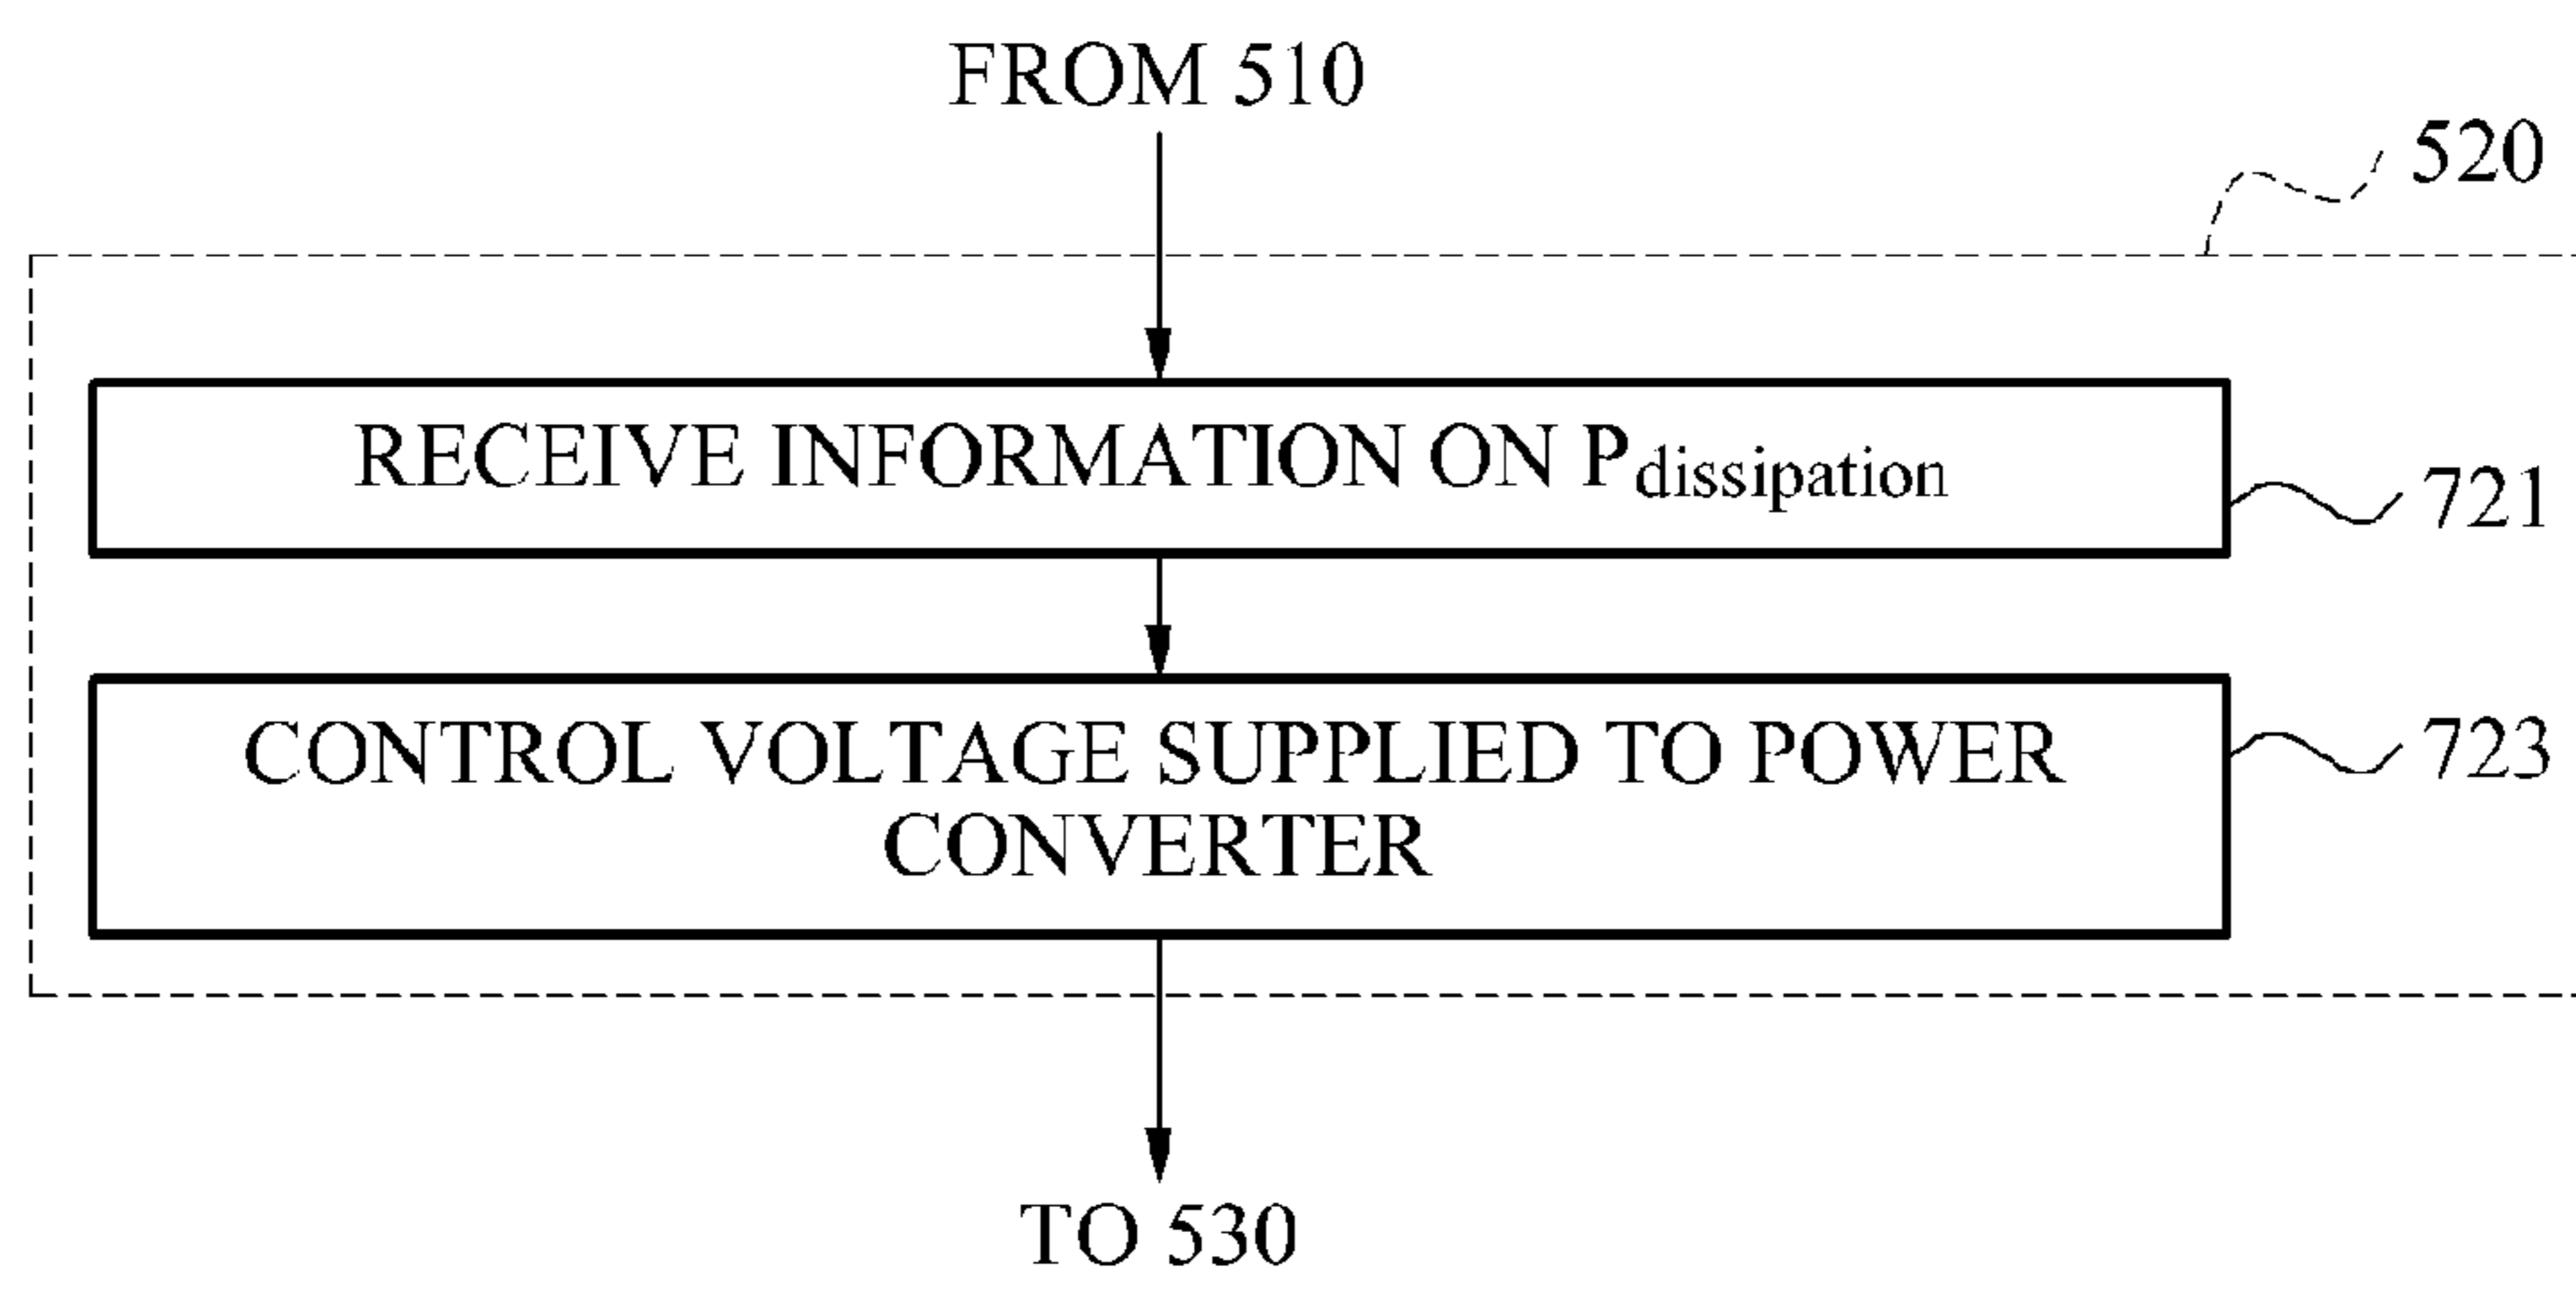 FROM 510
520
RECEIVE INFORMATION ON Pdissipation
721
CONTROL VOLTAGE SUPPLIED TO POWER
CONVERTER
723
TO 530